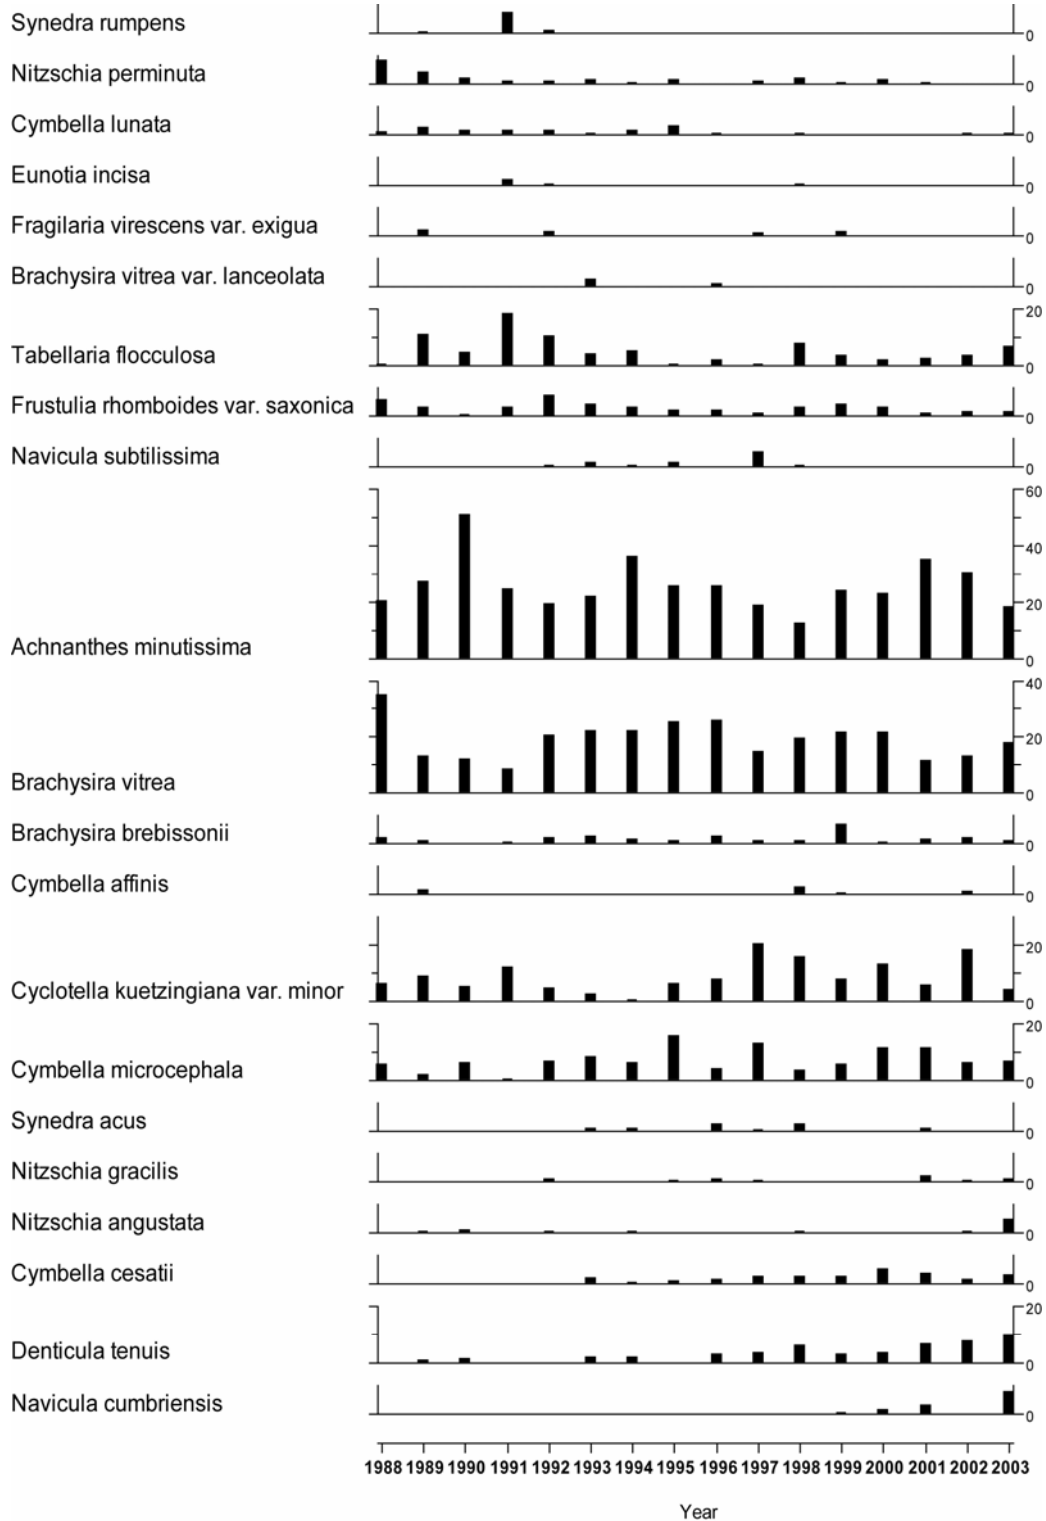 Synedra rumpens
0
Nitzschia perminuta
0
Cymbella lunata
0
Eunotia incisa
0
Fragilaria virescens var. exigua
0
Brachysira vitrea var. lanceolata
0
20
Tabellaria flocculosa
0
Frustulia rhomboides var. saxonica
0
Navicula subtilissima
0
60
40
20
Achnanthes minutissima
0
40
20
Brachysira vitrea
0
Brachysira brebissonii
0
Cymbella affinis
0
20
Cyclotella kuetzingiana var. minor
0
20
Cymbella microcephala
0
Synedra acus
0
Nitzschia gracilis
0
Nitzschia angustata
0
Cymbella cesatii
0
20
Denticula tenuis
0
Navicula cumbriensis
0
1988 1989 1990 1991 1992 1993 1994 1995 1996 1997 1998 1999 2000 2001 2002 2003
Year